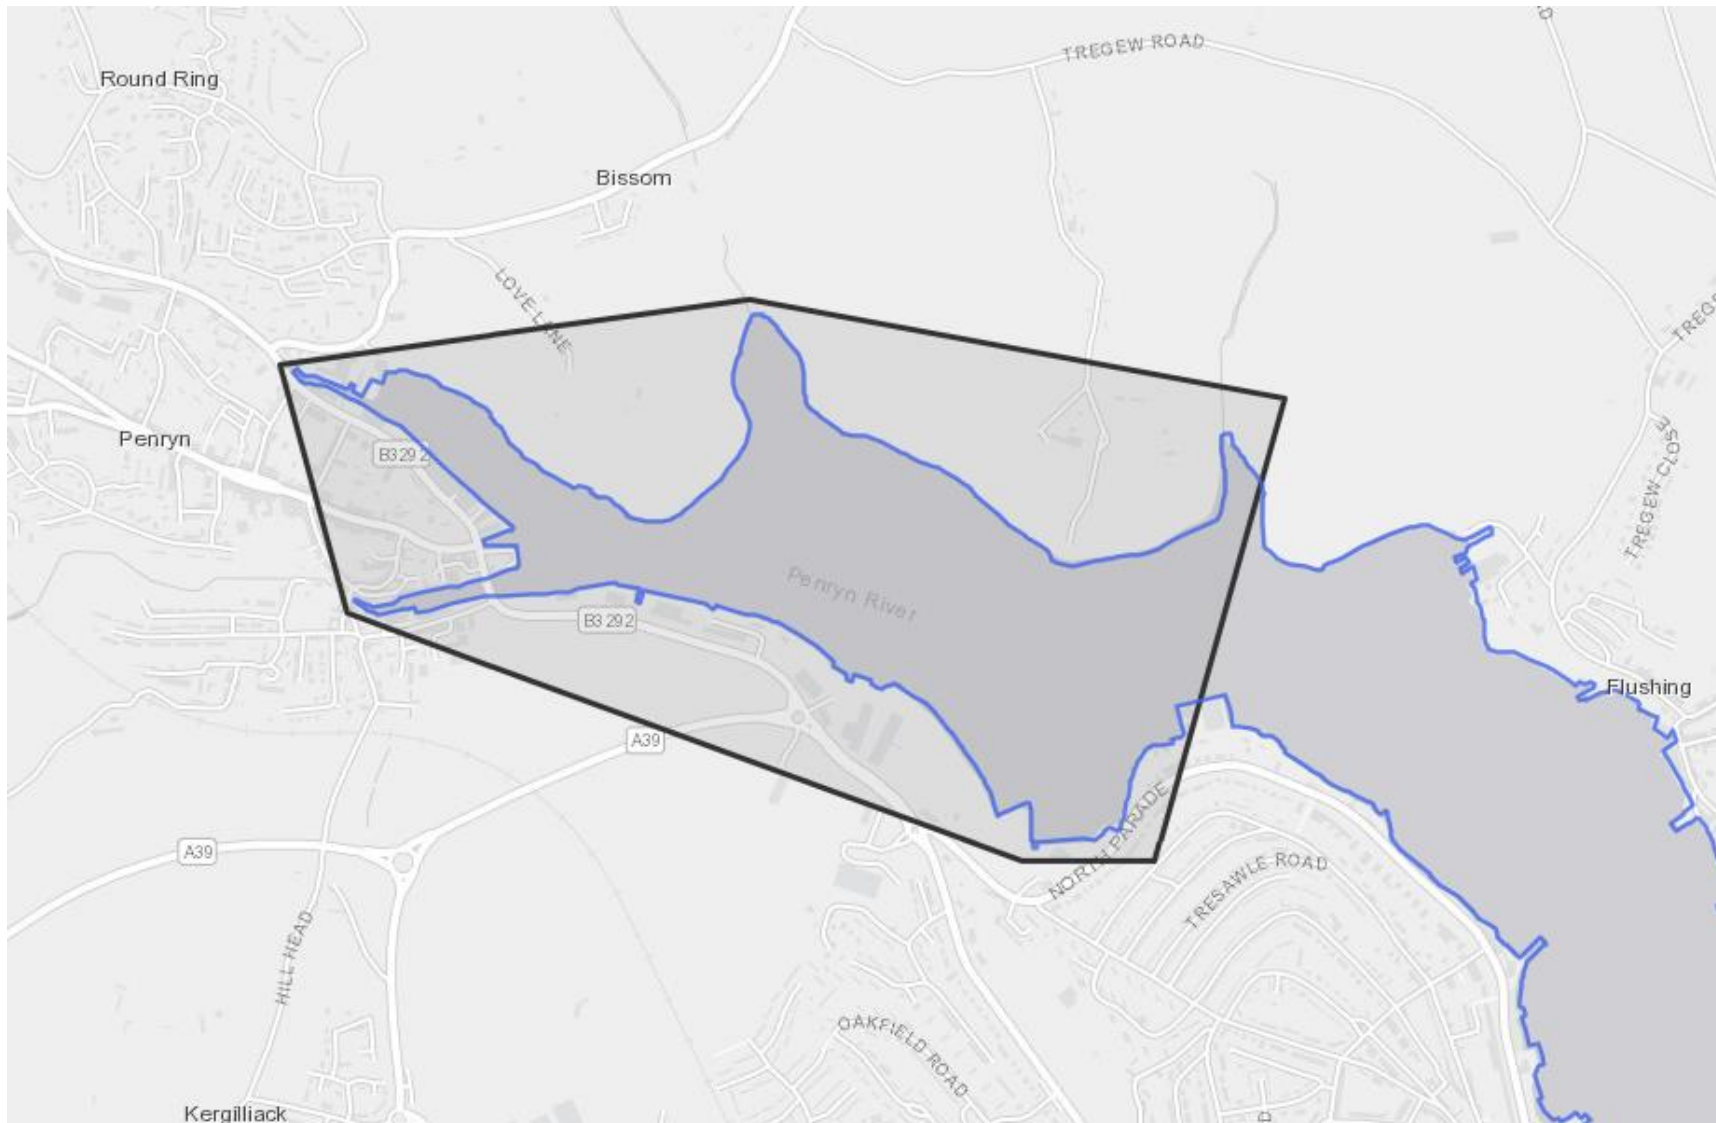 TREGEW ROAD
Round Ring
Bissom
LOVE LANE
Penryn
B3292
Penryn River
B3292
TREGEW CLOSE
Flushing
A39
NORTH PARADE
A39
TRESAWLE ROAD
HILL HEAD
OAKFIELD ROAD
Kergilliack